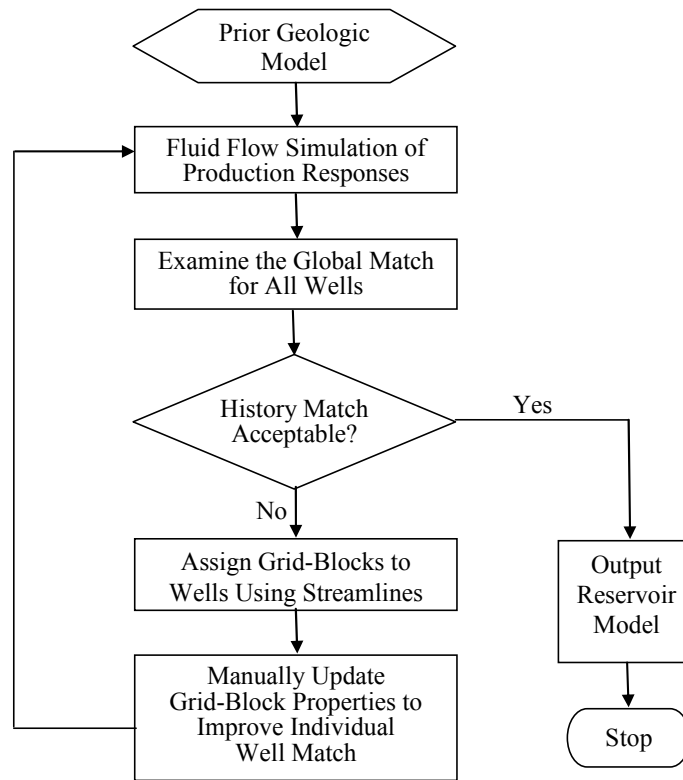 Prior Geologic
Model
Fluid Flow Simulation of
Production Responses
Examine the Global Match
for All Wells
History Match
Acceptable?
Yes
No
Assign Grid-Blocks to
Wells Using Streamlines
Manually Update
Grid-Block Properties to
Improve Individual
Well Match
Output
Reservoir
Model
Stop